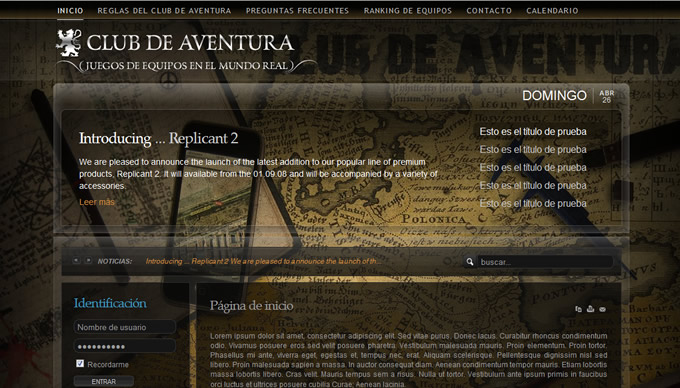 INICIO REGLAS DEL CLUB DE AVENTURA PREGUNTAS FRECUENTES RANKING DE EQUIPOS CONTACTO CALENDARIO
CLUB DE AVENTURA
CLUB DE AVENTURA
( JUEGOS DE EQUIPOS EN EL MUNDO REAL )
DOMINGO ABR 26
Introducing ... Replicant 2
We are pleased to announce the launch of the latest addition to our popular line of premium
products, Replicant 2. It will available from the 01.09.08 and will be accompanied by a variety of
accessories.
Leer más
Esto es el titulo de prueba
Esto es el titulo de prueba
Esto es el titulo de prueba
Esto es el titulo de prueba
Esto es el titulo de prueba
POLONICA
NOTICIAS: Introducing ... Replicant 2 We are pleased to announce the launch of th...
buscar...
Identificación
Nombre de usuario
Recordarme
ENTRAR
Página de inicio
Lorem ipsum dolor sit amet, consectetur adipiscing elit. Sed vitae purus. Donec lacus. Curabitur rhoncus condimentum
odio. Vivamus posuere eros sed velit posuere pharetra. Vestibulum malesuada mauris. Proin elementum. Proin tortor.
Phasellus mi ante, viverra eget, egestas et, tempus nec, erat. Aliquam scelerisque. Pellentesque dignissim nisl sed
libero. Proin malesuada sapien a massa. In auctor consequat diam. Aenean condimentum tempor mauris. Etiam lobortis
massa lobortis lorem. Cras velit. Mauris tempus sem a risus. Nulla ut tortor. Vestibulum ante ipsum primis in faucibus
orci luctus et ultrices posuere cubilia Curae; Aenean lacinia.